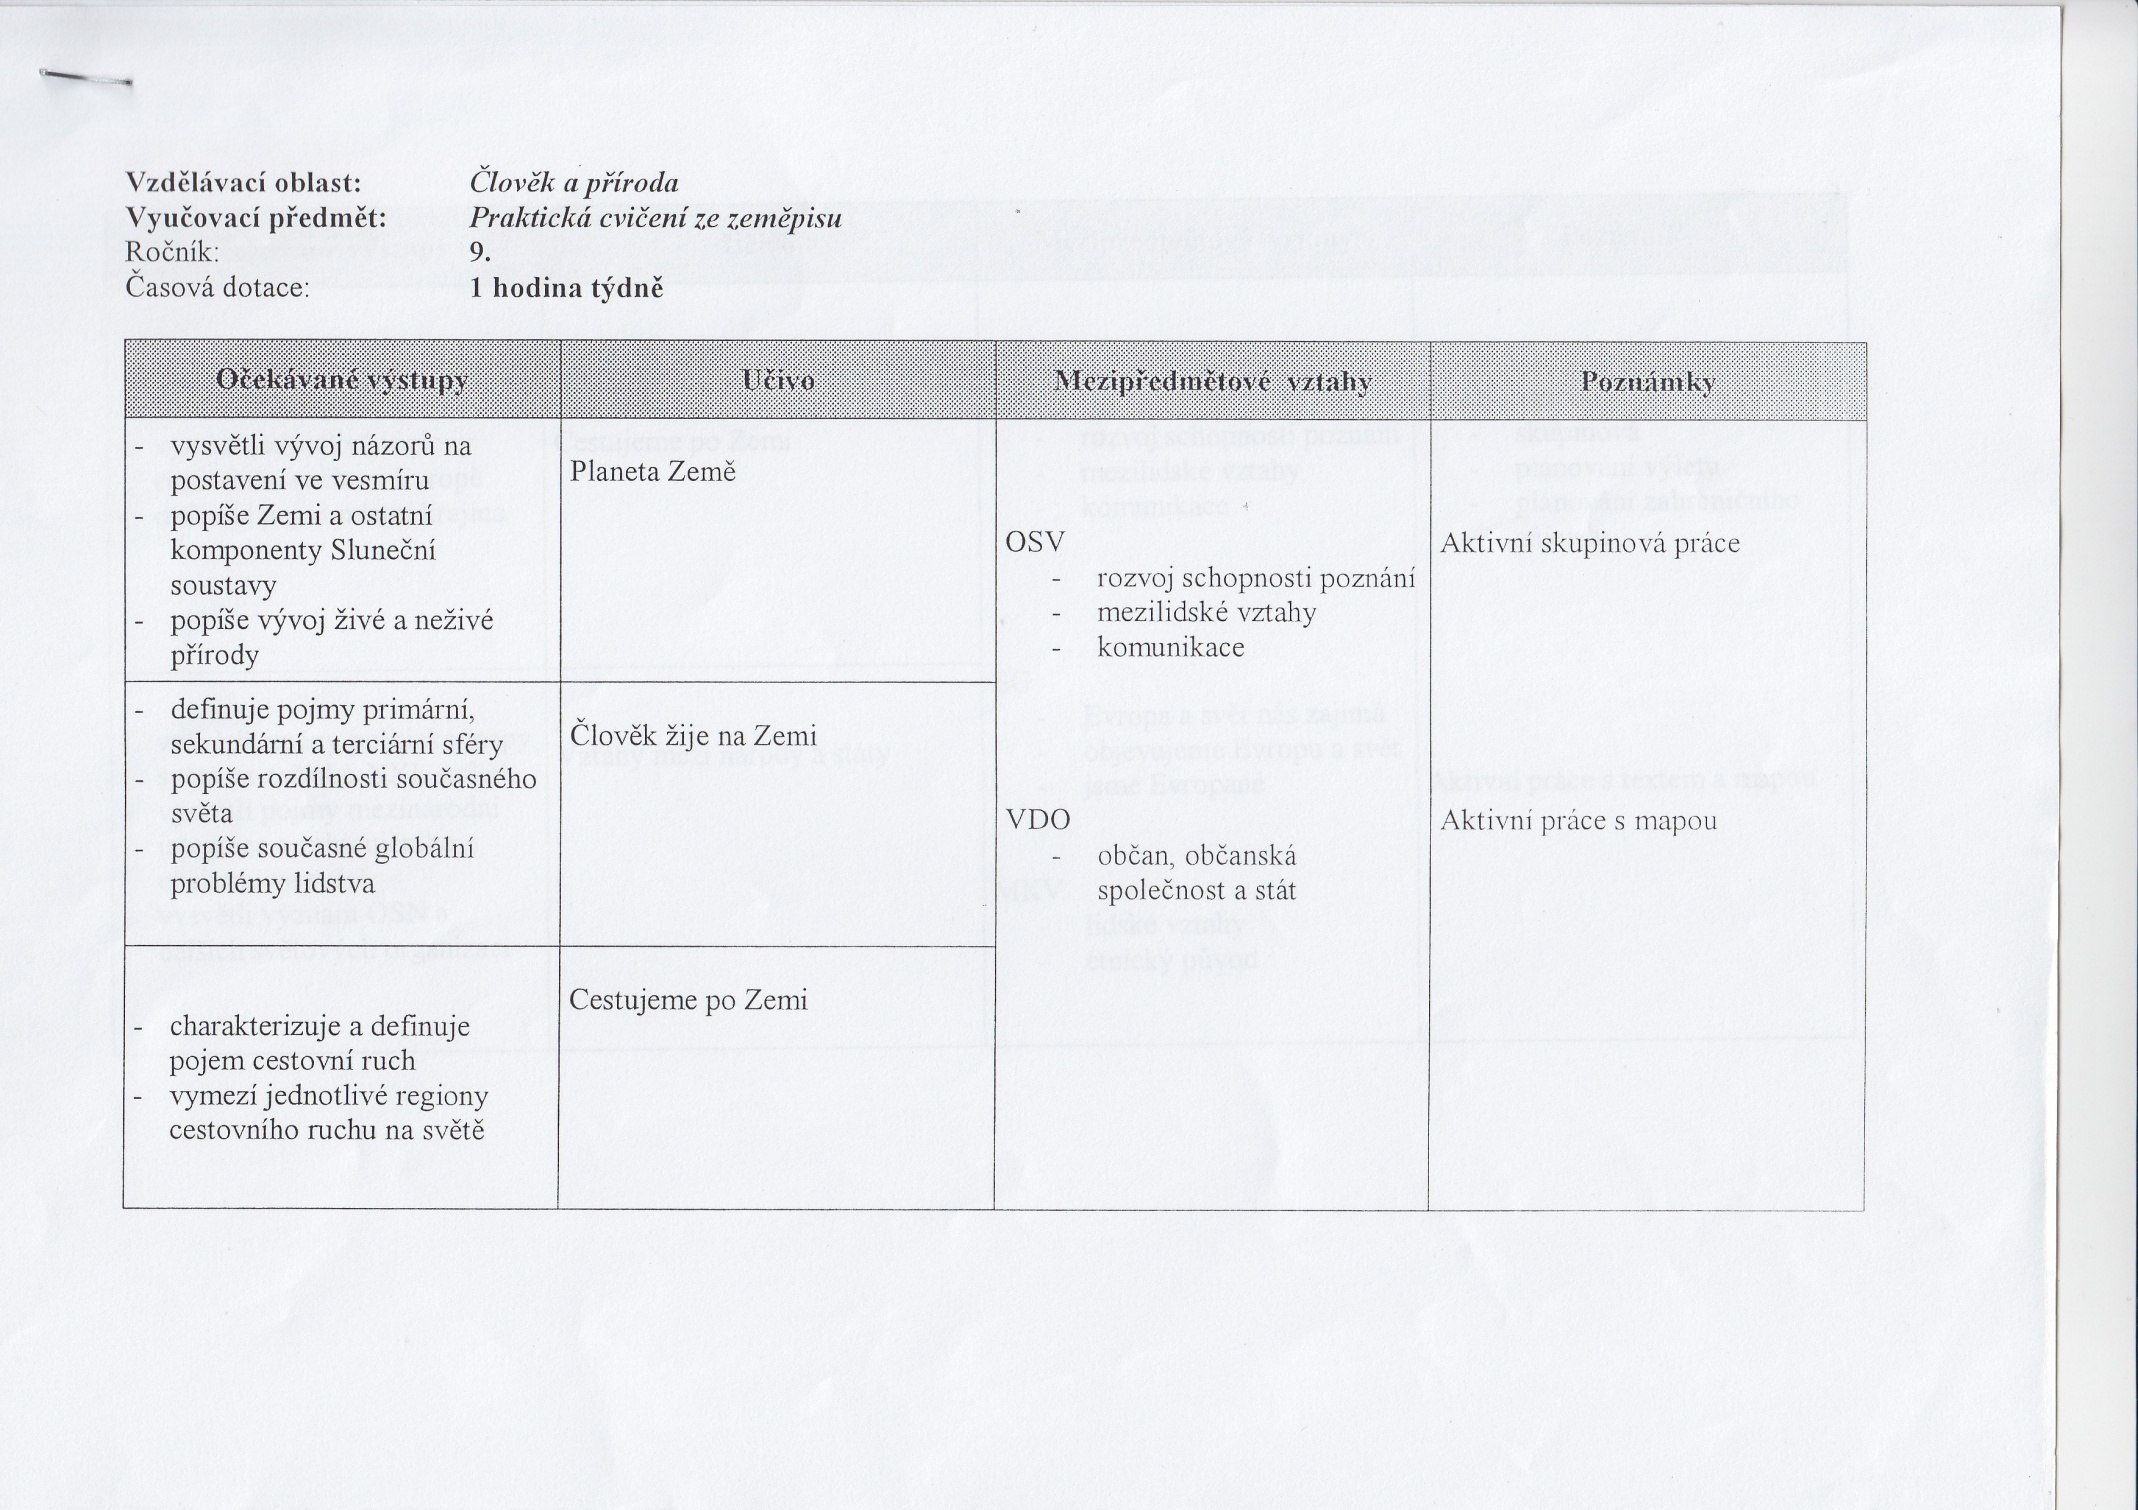 Vzdělávací oblast: Člověk a příroda
Vyučovací předmět: Praktická cvičení ze zeměpisu
Ročník: 9.
Časová dotace: 1 hodina týdně
Očekávané výstupy
Učivo
Mezipředmětové vztahy
Poznámky
- vysvětli vývoj názorů na
postavení ve vesmíru
- popíše Zemi a ostatní
komponenty Sluneční
soustavy
- popíše vývoj živé a neživé
přírody
Planeta Země
OSV
- rozvoj schopnosti poznání
- mezilidské vztahy
- komunikace
VDO
- občan, občanská
společnost a stát
Aktivní skupinová práce
Aktivní práce s mapou
- definuje pojmy primární,
sekundární a terciární sféry
- popíše rozdílnosti současného
světa
- popíše současné globální
problémy lidstva
Člověk žije na Zemi
- charakterizuje a definuje
pojem cestovní ruch
- vymezí jednotlivé regiony
cestovního ruchu na světě
Cestujeme po Zemi